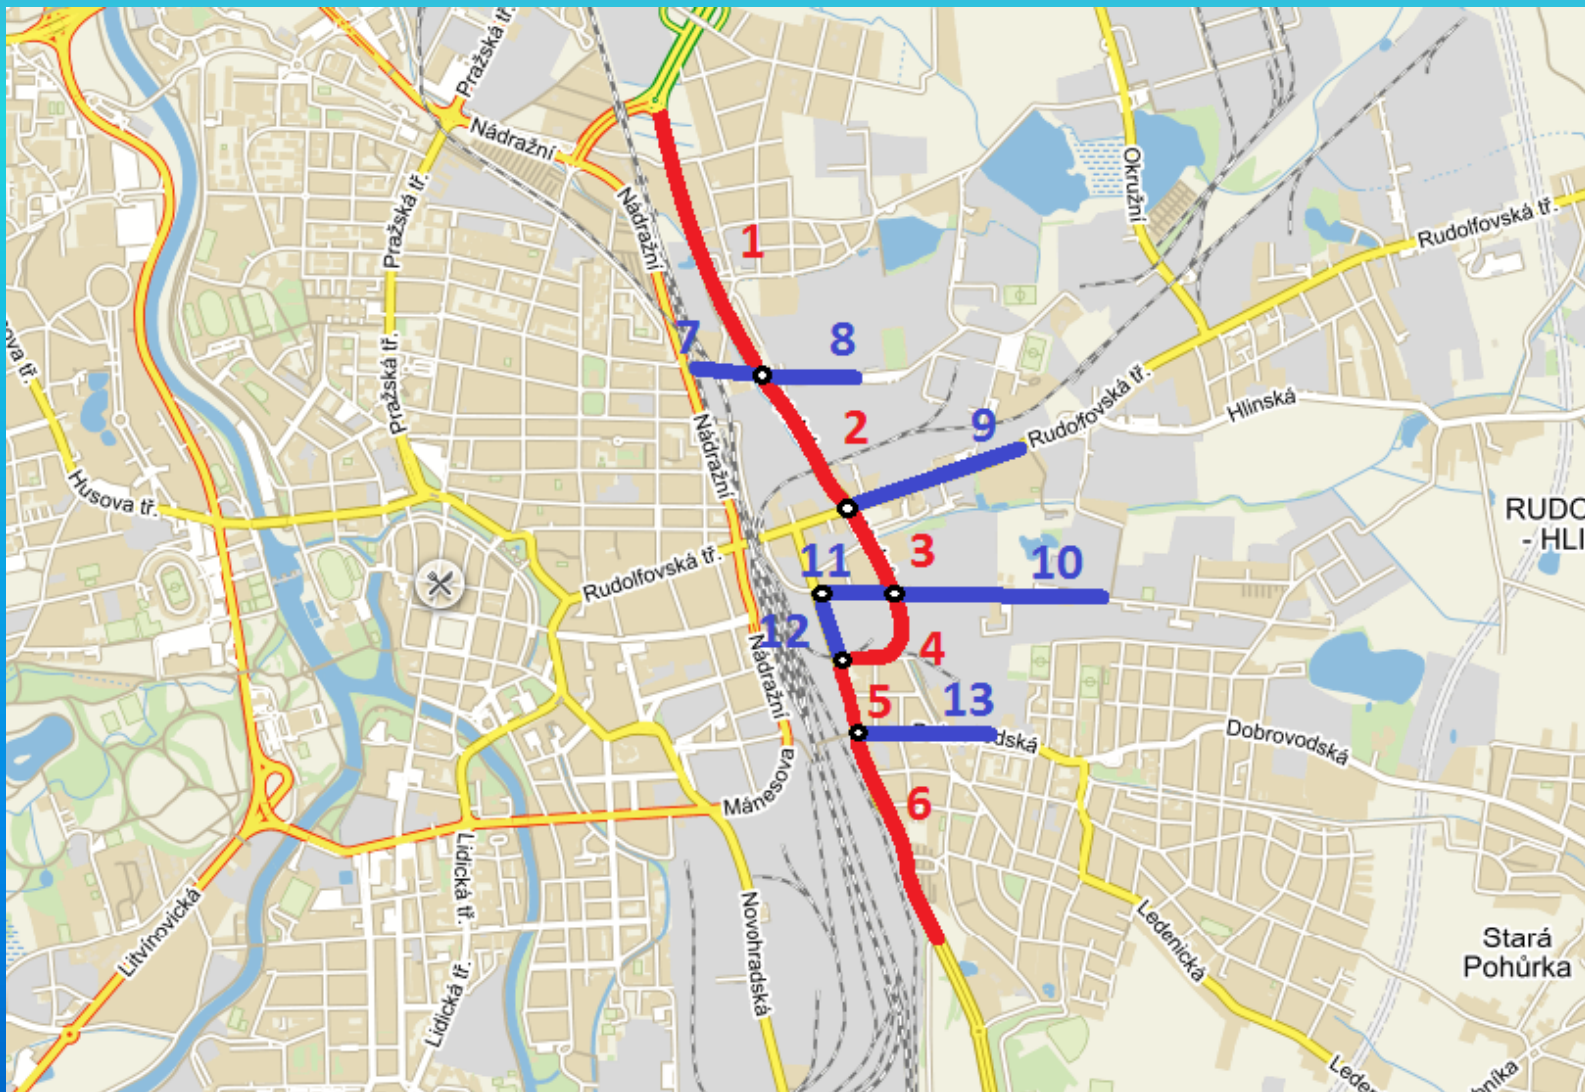 Pražská tř.
Pražská tř.
Pražská tř.
Nádražní
Nádražní
Nádražní
Nádražní
Okružní
Rudolfovská tř.
Rudolfovská tř.
Rudolfovská tř.
Hlinská
Husova tř.
ova tř.
RUDO
- HLI
1
7
8
2
9
3
10
11
12
4
5
13
6
Dobrovodská
Mánesova
Lidická tř.
Lidická tř.
Litvínovická
Novohradská
Ledenická
Stará
Pohůrka